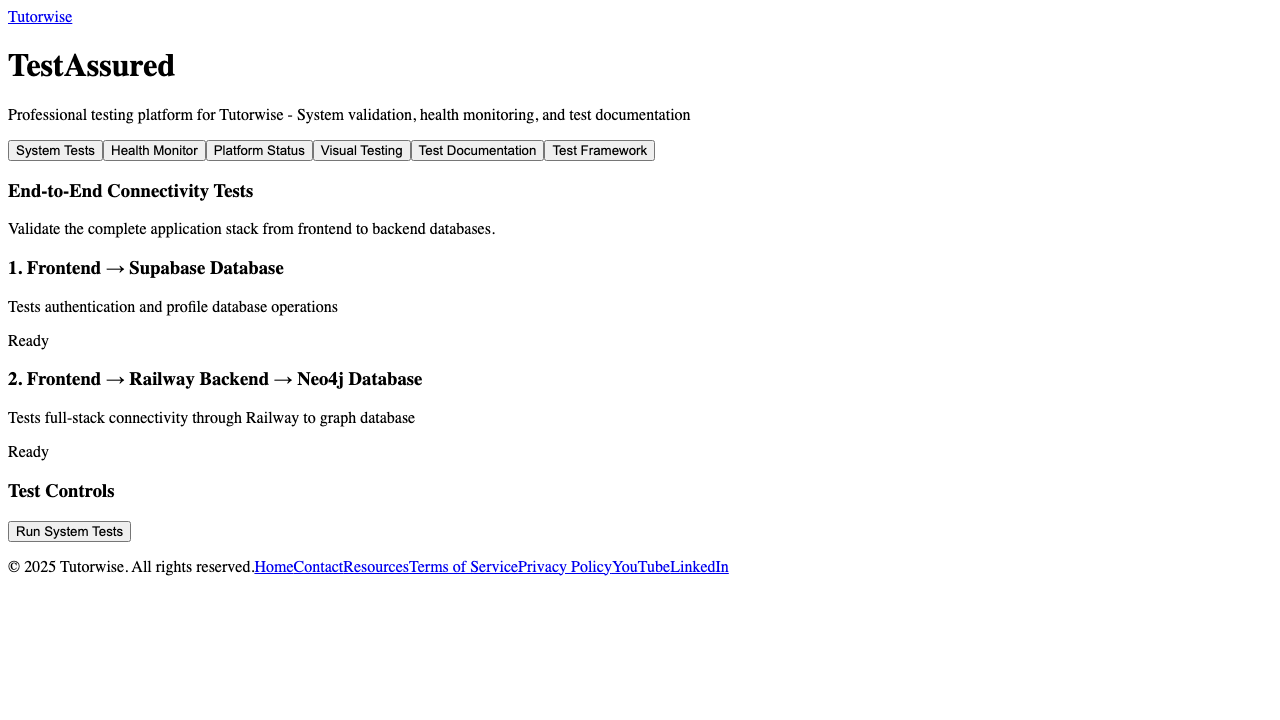 Tutorwise
TestAssured
Professional testing platform for Tutorwise - System validation, health monitoring, and test documentation
System Tests Health Monitor Platform Status Visual Testing Test Documentation Test Framework
End-to-End Connectivity Tests
Validate the complete application stack from frontend to backend databases.
1. Frontend → Supabase Database
Tests authentication and profile database operations
Ready
2. Frontend → Railway Backend → Neo4j Database
Tests full-stack connectivity through Railway to graph database
Ready
Test Controls
Run System Tests
© 2025 Tutorwise. All rights reserved.HomeContactResourcesTerms of ServicePrivacy PolicyYouTubeLinkedIn